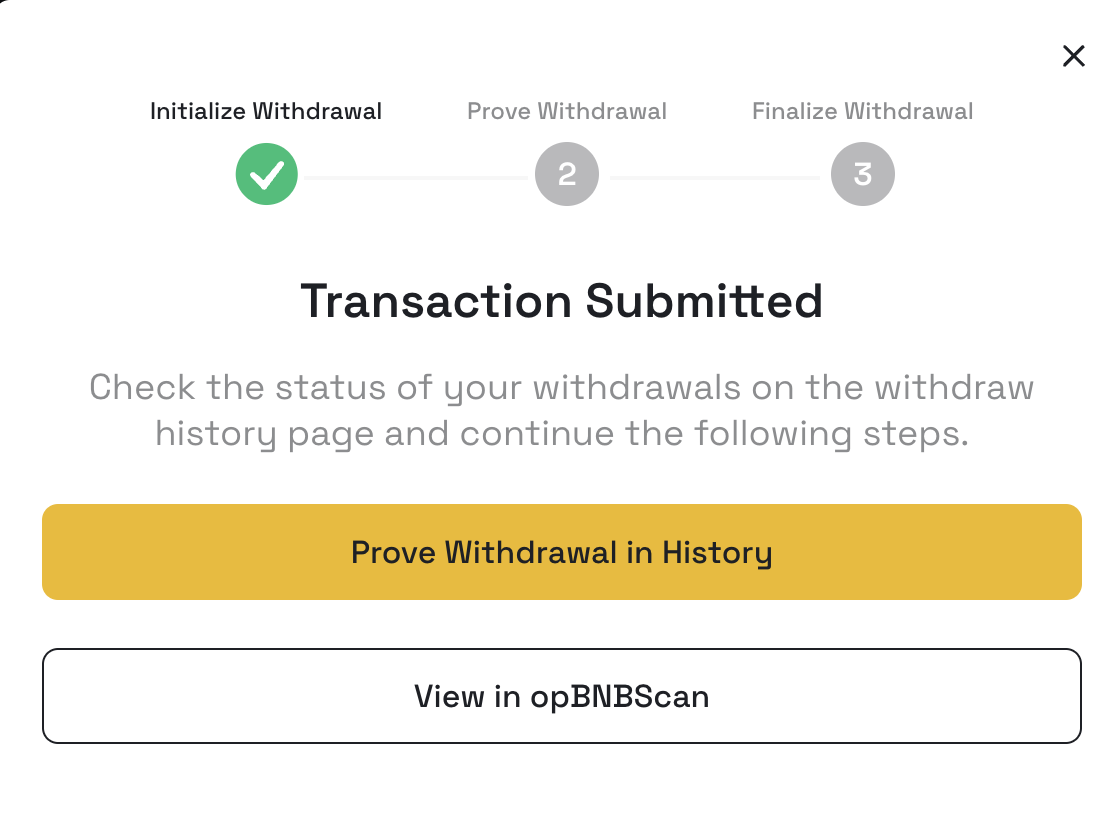 Initialize Withdrawal
Prove Withdrawal
Finalize Withdrawal
2
3
Transaction Submitted
Check the status of your withdrawals on the withdraw
history page and continue the following steps.
Prove Withdrawal in History
View in opBNBScan